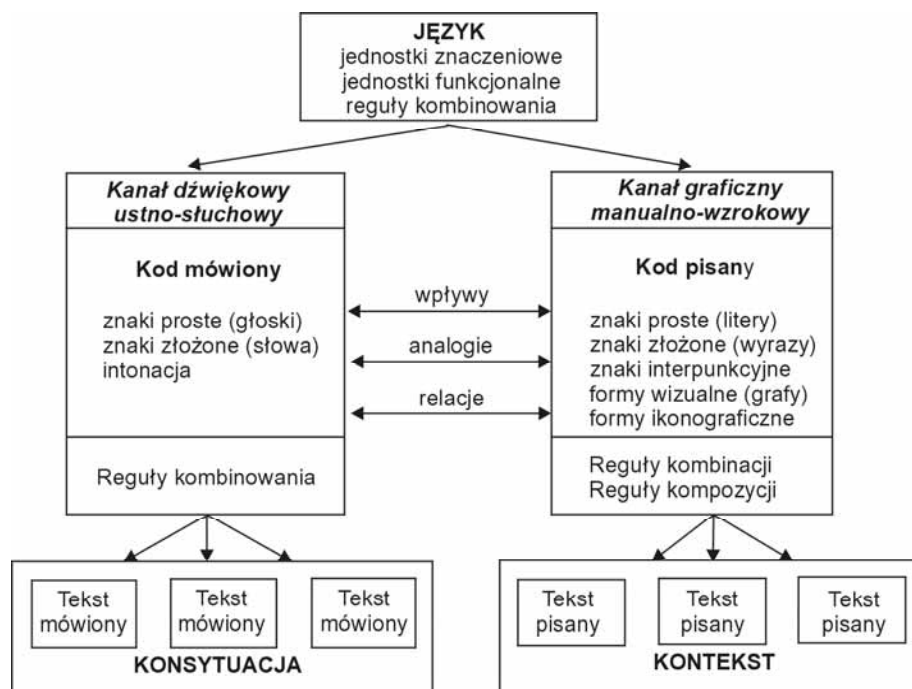 JĘZYK
jednostki znaczeniowe
jednostki funkcjonalne
reguły kombinowania
Kanał dźwiękowy
ustno-słuchowy
Kod mówiony
znaki proste (głoski)
znaki złożone (słowa)
intonacja
Reguły kombinowania
wpływy
analogie
relacje
Kanał graficzny
manualno-wzrokowy
Kod pisany
znaki proste (litery)
znaki złożone (wyrazy)
znaki interpunkcyjne
formy wizualne (grafy)
formy ikonograficzne
Reguły kombinacji
Reguły kompozycji
Tekst
mówiony
Tekst
mówiony
Tekst
mówiony
KONSYTUACJA
Tekst
pisany
Tekst
pisany
Tekst
pisany
KONTEKST